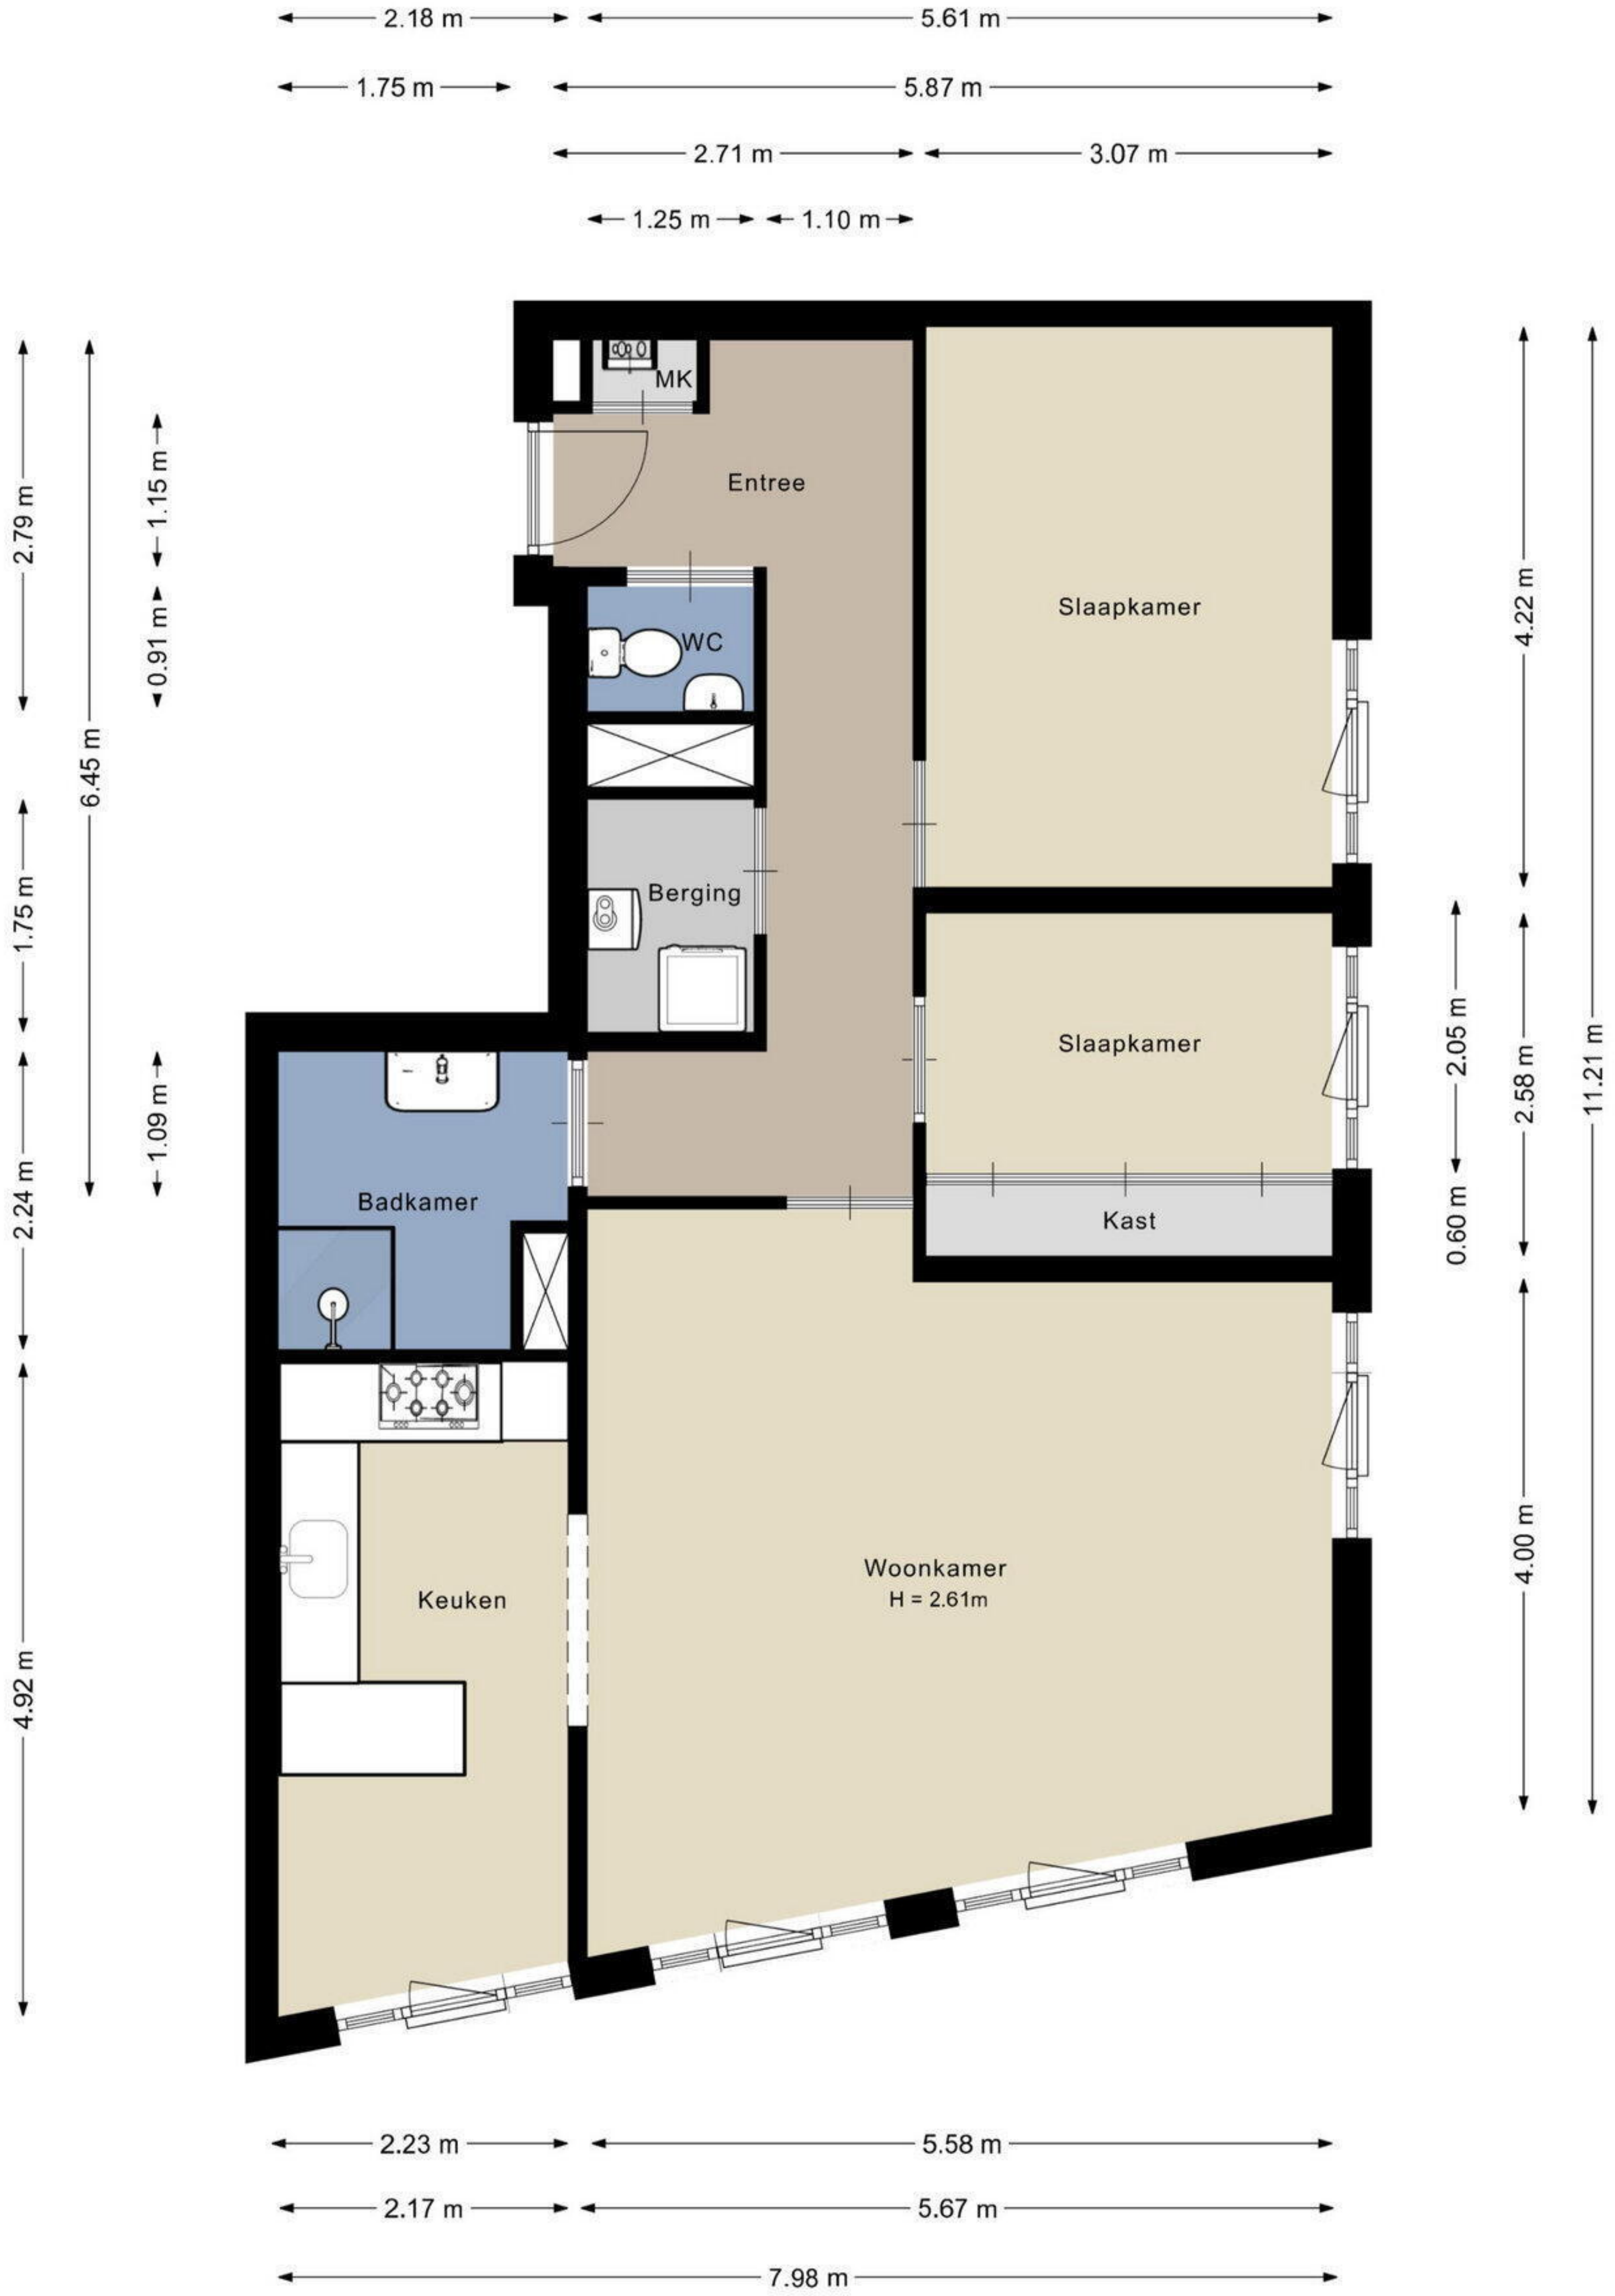 2.18 m
5.61 m
1.75 m
5.87 m
2.71 m
3.07 m
1.25 m
1.10 m
MK
Entree
2.79 m
1.15 m
0.91 m
6.45 m
1.75 m
2.24 m
1.09 m
4.92 m
WC
Slaapkamer
Berging
Slaapkamer
Badkamer
Kast
Woonkamer
H = 2.61m
Keuken
4.22 m
2.05 m
2.58 m
11.21 m
0.60 m
4.00 m
2.23 m
5.58 m
2.17 m
5.67 m
7.98 m